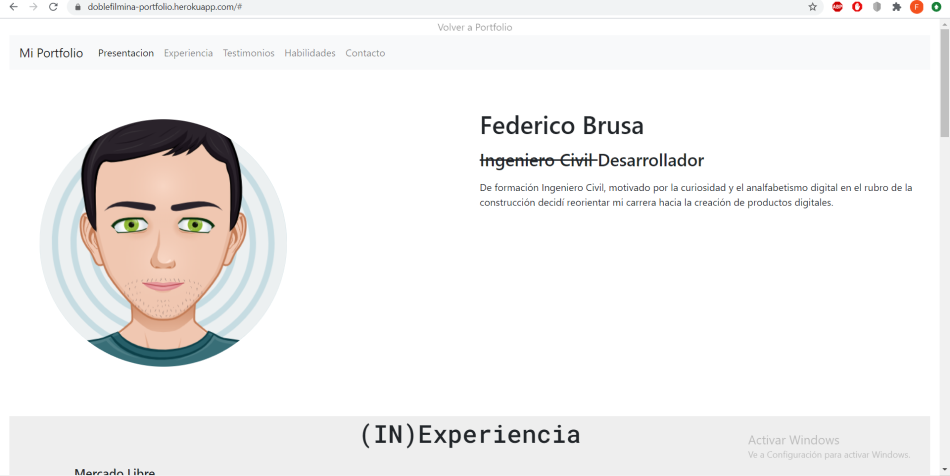 doblefilmina-portfolio.herokuapp.com/#
ABP
F
Volver a Portfolio
Mi Portfolio Presentacion Experiencia Testimonios Habilidades Contacto
Federico Brusa
Ingeniero Civil Desarrollador
De formación Ingeniero Civil, motivado por la curiosidad y el analfabetismo digital en el rubro de la
construcción decidí reorientar mi carrera hacia la creación de productos digitales.
(IN)Experiencia
Activar Windows
Ve a Configuración para activar Windows.
Mercado Libre